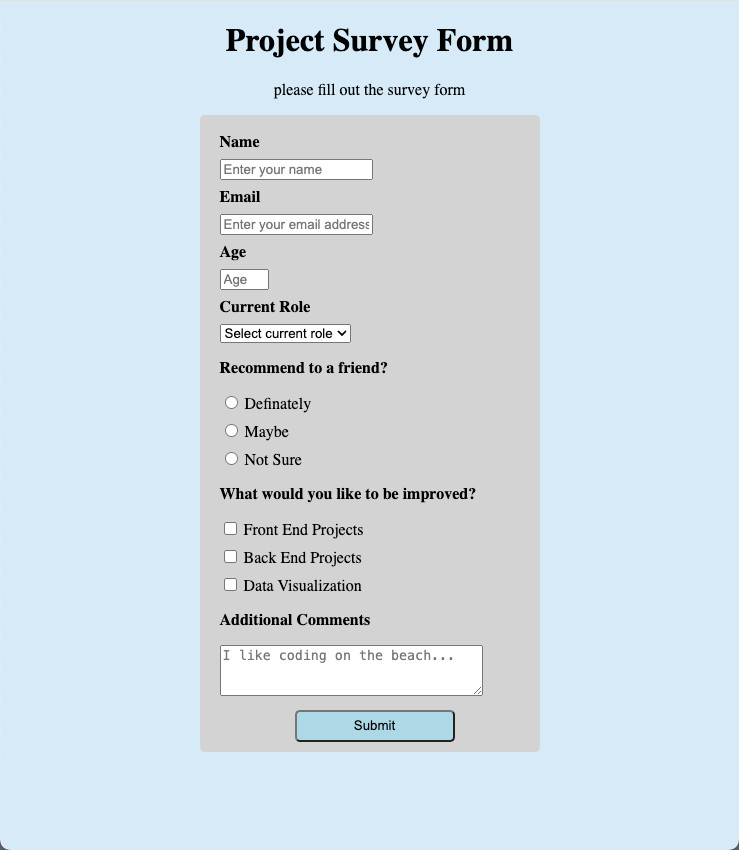 Project Survey Form
please fill out the survey form
Name
Enter your name
Email
Enter your email address
Age
Age
Current Role
Select current role
Recommend to a friend?
Definately
Maybe
Not Sure
What would you like to be improved?
Front End Projects
Back End Projects
Data Visualization
Additional Comments
I like coding on the beach...
Submit